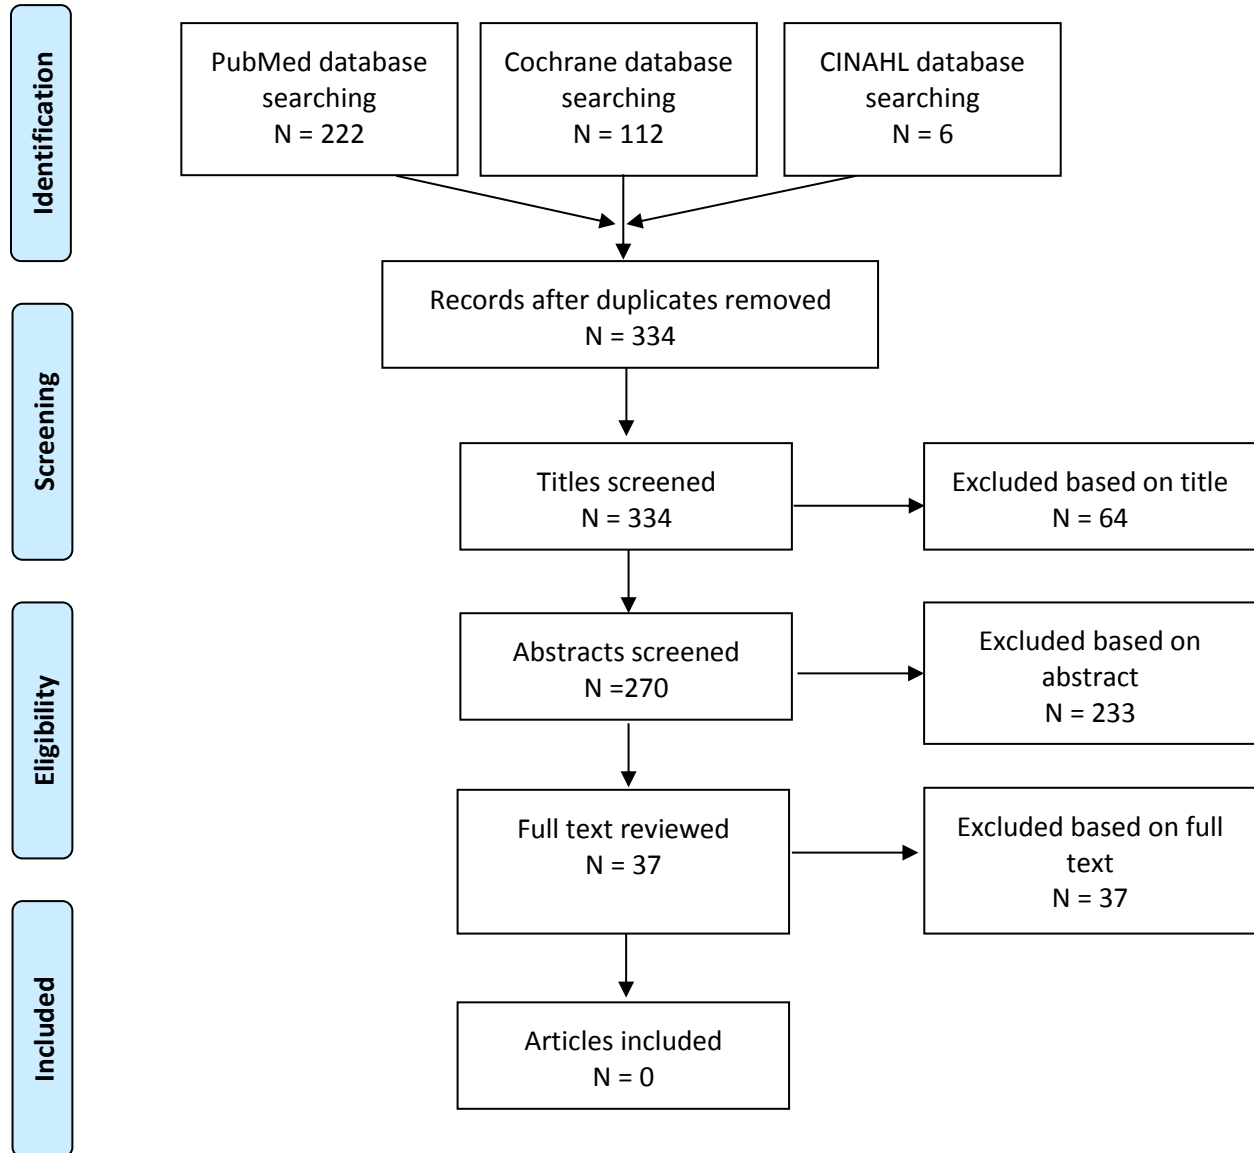 Identification
PubMed database
searching
N = 222
Cochrane database
searching
N = 112
CINAHL database
searching
N = 6
Records after duplicates removed
N = 334
Screening
Titles screened
N = 334
Excluded based on title
N = 64
Eligibility
Abstracts screened
N =270
Excluded based on
abstract
N = 233
Full text reviewed
N = 37
Excluded based on full
text
N = 37
Included
Articles included
N = 0